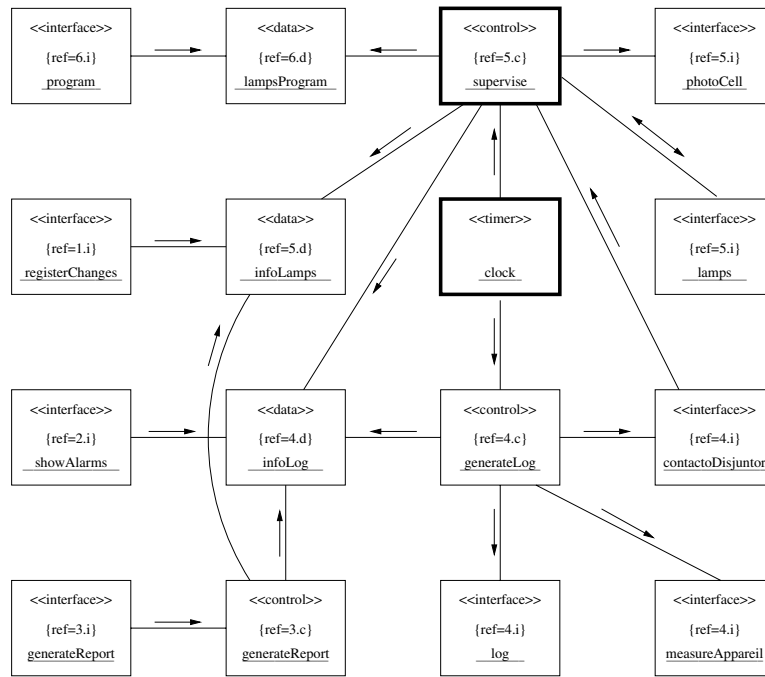 <<interface>>
{ref=6.i}
program
<<data>>
{ref=6.d}
lampsProgram
<<control>>
{ref=5.c}
supervise
<<interface>>
{ref=5.i}
photoCell
<<interface>>
{ref=1.i}
registerChanges
<<data>>
{ref=5.d}
infoLamps
<<timer>>
clock
<<interface>>
{ref=5.i}
lamps
<<interface>>
{ref=2.i}
showAlarms
<<data>>
{ref=4.d}
infoLog
<<control>>
{ref=4.c}
generateLog
<<interface>>
{ref=4.i}
contactoDisjuntor
<<interface>>
{ref=3.i}
generateReport
<<control>>
{ref=3.c}
generateReport
<<interface>>
{ref=4.i}
log
<<interface>>
{ref=4.i}
measureAppareil